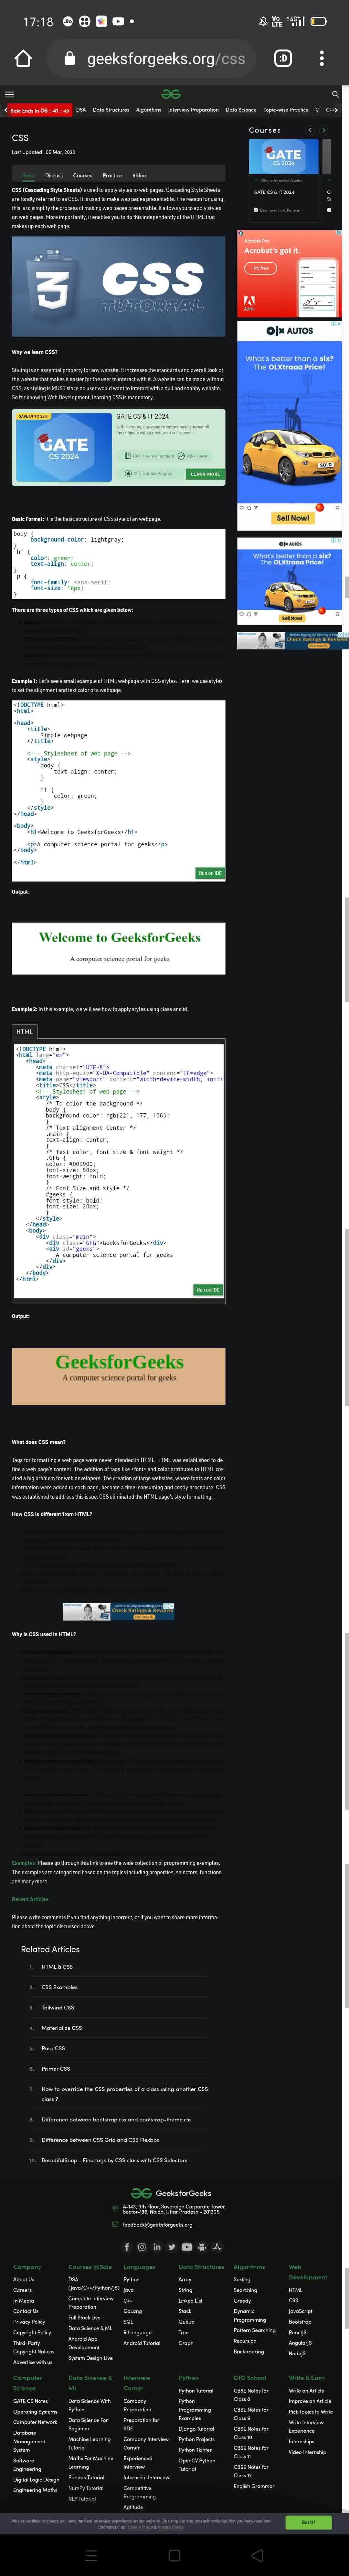 17:18
geeksforgeeks.org/css
Sale Ends In 06 : 41 : 49
DSA Data Structures Algorithms Interview Preparation Data Science Topic-wise Practice C C++
CSS
Last Updated : 05 Mar, 2023
Read Discuss Courses Practice Video
CSS (Cascading Style Sheets) is used to apply styles to web pages. Cascading Style Sheets
are fondly referred to as CSS. It is used to make web pages presentable. The reason for
using this is to simplify the process of making web pages presentable. It allows you to apply styles
on web pages. More importantly, it enables you to do this independently of the HTML that
makes up each web page.
CSS
TUTORIAL
Why we learn CSS?
Styling is an essential property for any website. It increases the standards and overall look of
the website that makes it easier for the user to interact with it. A website can be made without
CSS, as styling is MUST since no user would want to interact with a dull and shabby website.
So for knowing Web Development, learning CSS is mandatory.
SAVE UPTO 25%!
GATE
CS 2024
GATE CS & IT 2024
LEARN MORE
Basic Format: It is the basic structure of CSS style of an webpage.
body {
background-color: lightgray;
}
h1 {
color: green;
text-align: center;
}
p {
font-family: sans-serif;
font-size: 16px;
}
There are three types of CSS which are given below:
Example 1: Let's use a small example of HTML webpage with CSS styles. Here, we use styles
to set the alignment and text color of a webpage.
<!DOCTYPE html>
<html>
<head>
<title>
Simple webpage
</title>
<!-- Stylesheet of web page -->
<style>
body {
text-align: center;
}
h1 {
color: green;
}
</style>
</head>
<body>
<h1>Welcome to GeeksforGeeks</h1>
<p>A computer science portal for geeks</p>
</body>
</html>
Run on IDE
Output:
Welcome to GeeksforGeeks
A computer science portal for geeks
Example 2: In this example, we will see how to apply styles using class and id.
HTML
<!DOCTYPE html>
<html lang="en">
<head>
<meta charset="UTF-8">
<meta http-equiv="X-UA-Compatible" content="IE=edge">
<meta name="viewport" content="width=device-width, initi
<title>CSS</title>
<!-- Stylesheet of web page -->
<style>
/* To color the background */
body {
background-color: rgb(221, 177, 136);
}
/* Text alignment Center */
.main {
text-align: center;
}
/* Text color, font size & font weight */
.GFG {
color: #009900;
font-size: 50px;
font-weight: bold;
}
/* Font Size and style */
#geeks {
font-style: bold;
font-size: 20px;
}
</style>
</head>
<body>
<div class="main">
<div class="GFG">GeeksforGeeks</div>
<div id="geeks">
A computer science portal for geeks
</div>
</div>
</body>
</html>
Run on IDE
Output:
GeeksforGeeks
A computer science portal for geeks
What does CSS mean?
Tags for formatting a web page were never intended in HTML. HTML was established to de-
fine a web page's content. The addition of tags like <font> and color attributes to HTML cre-
ated a big problem for web developers. The creation of large websites, where fonts and color
information were added to each page, became a time-consuming and costly procedure. CSS
was established to address this issue. CSS eliminated the HTML page's style formatting.
How CSS is different from HTML?
Check Ratings & Reviews
Why is CSS used in HTML?
Examples: Please go through this link to see the wide collection of programming examples.
The examples are categorized based on the topics including properties, selectors, functions,
and many more.
Recent Articles
Please write comments if you find anything incorrect, or if you want to share more informa-
tion about the topic discussed above.
Related Articles
1. HTML & CSS
2. CSS Examples
3. Tailwind CSS
4. Materialize CSS
5. Pure CSS
6. Primer CSS
7. How to override the CSS properties of a class using another CSS
class ?
8. Difference between bootstrap.css and bootstrap-theme.css
9. Difference between CSS Grid and CSS Flexbox
10. BeautifulSoup - Find tags by CSS class with CSS Selectors
Courses
GATE
CS 2024
GATE CS & IT 2024
Beginner to Advance
Acrobat Pro
Acrobat's got it.
Try free
Adobe
OLX AUTOS
What's better than a six?
The OLXtraaa Price!
SOLD
Sell Now!
OLX AUTOS
What's better than a six?
The OLXtraaa Price!
Sell Now!
Check Ratings & Reviews
GeeksforGeeks
A-143, 9th Floor, Sovereign Corporate Tower,
Sector-136, Noida, Uttar Pradesh - 201305
feedback@geeksforgeeks.org
Company
About Us
Careers
In Media
Contact Us
Privacy Policy
Copyright Policy
Third-Party
Copyright Notices
Advertise with us
Courses @Sale
DSA
(Java/C++/Python/JS)
Complete Interview
Preparation
Full Stack Live
Data Science & ML
Android App
Development
System Design Live
Languages
Python
Java
C++
GoLang
SQL
R Language
Android Tutorial
Data Structures
Array
String
Linked List
Stack
Queue
Tree
Graph
Algorithms
Sorting
Searching
Greedy
Dynamic
Programming
Pattern Searching
Recursion
Backtracking
Web
Development
HTML
CSS
JavaScript
Bootstrap
ReactJS
AngularJS
NodeJS
Computer
Science
GATE CS Notes
Operating Systems
Computer Network
Database
Management
System
Software
Engineering
Digital Logic Design
Engineering Maths
Data Science &
ML
Data Science With
Python
Data Science For
Beginner
Machine Learning
Tutorial
Maths For Machine
Learning
Pandas Tutorial
NumPy Tutorial
NLP Tutorial
Interview
Corner
Company
Preparation
Preparation for
SDE
Company Interview
Corner
Experienced
Interview
Internship Interview
Competitive
Programming
Aptitude
Python
Python Tutorial
Python
Programming
Examples
Django Tutorial
Python Projects
Python Tkinter
OpenCV Python
Tutorial
GfG School
CBSE Notes for
Class 8
CBSE Notes for
Class 9
CBSE Notes for
Class 10
CBSE Notes for
Class 11
CBSE Notes for
Class 12
English Grammar
Write & Earn
Write an Article
Improve an Article
Pick Topics to Write
Write Interview
Experience
Internships
Video Internship
We use cookies to ensure you have the best browsing experience on our website. By using our site, you acknowledge that you have read and
understood our Cookie Policy & Privacy Policy
Got It !